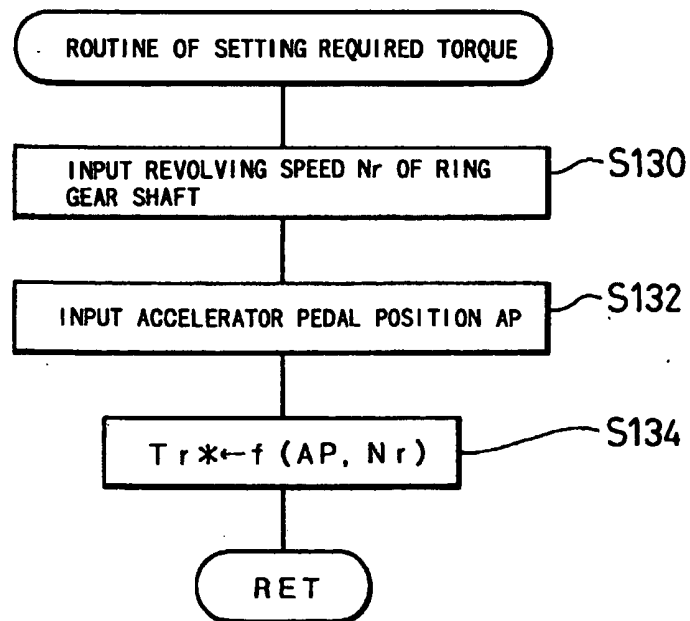 ROUTINE OF SETTING REQUIRED TORQUE
INPUT REVOLVING SPEED Nr OF RING
GEAR SHAFT
S130
INPUT ACCELERATOR PEDAL POSITION AP
S132
Tr*←f(AP, Nr)
S134
RET